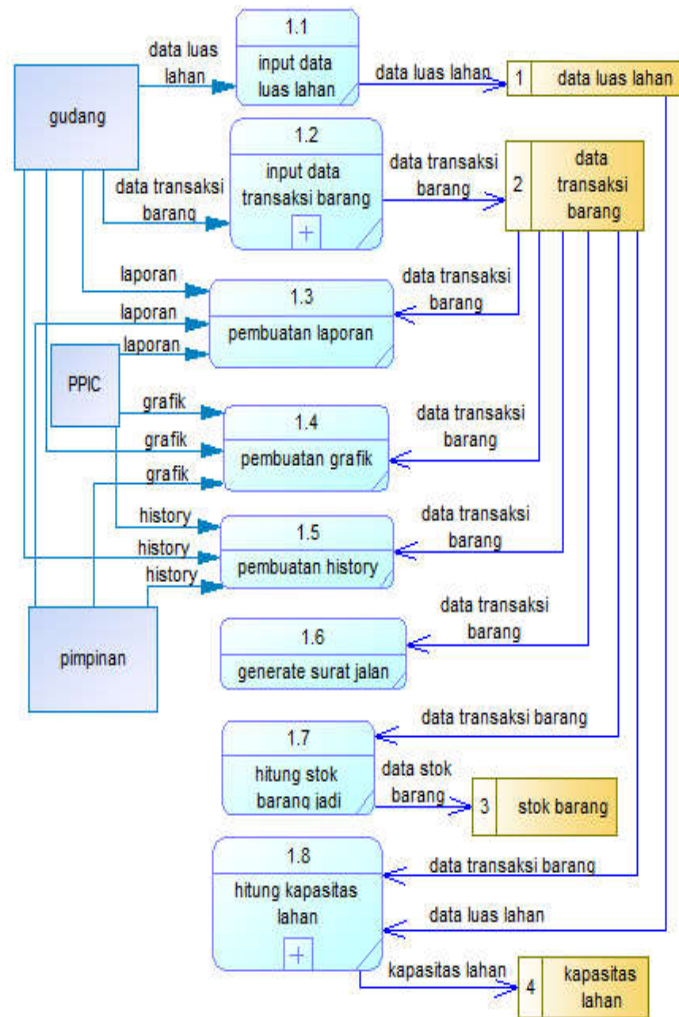 1.1
data luas
lahan
input data
luas lahan
data luas lahan
1
data luas lahan
gudang
1.2
input data
transaksi barang
data transaksi
barang
data transaksi
barang
2
data
transaksi
barang
laporan
laporan
laporan
1.3
pembuatan laporan
data transaksi
barang
PPIC
grafik
grafik
grafik
1.4
pembuatan grafik
data transaksi
barang
history
history
history
1.5
pembuatan history
data transaksi
barang
pimpinan
1.6
generate surat jalan
data transaksi
barang
1.7
hitung stok
barang jadi
data transaksi barang
data stok
barang
3
stok barang
1.8
hitung kapasitas
lahan
data transaksi barang
data luas lahan
kapasitas lahan
4
kapasitas
lahan